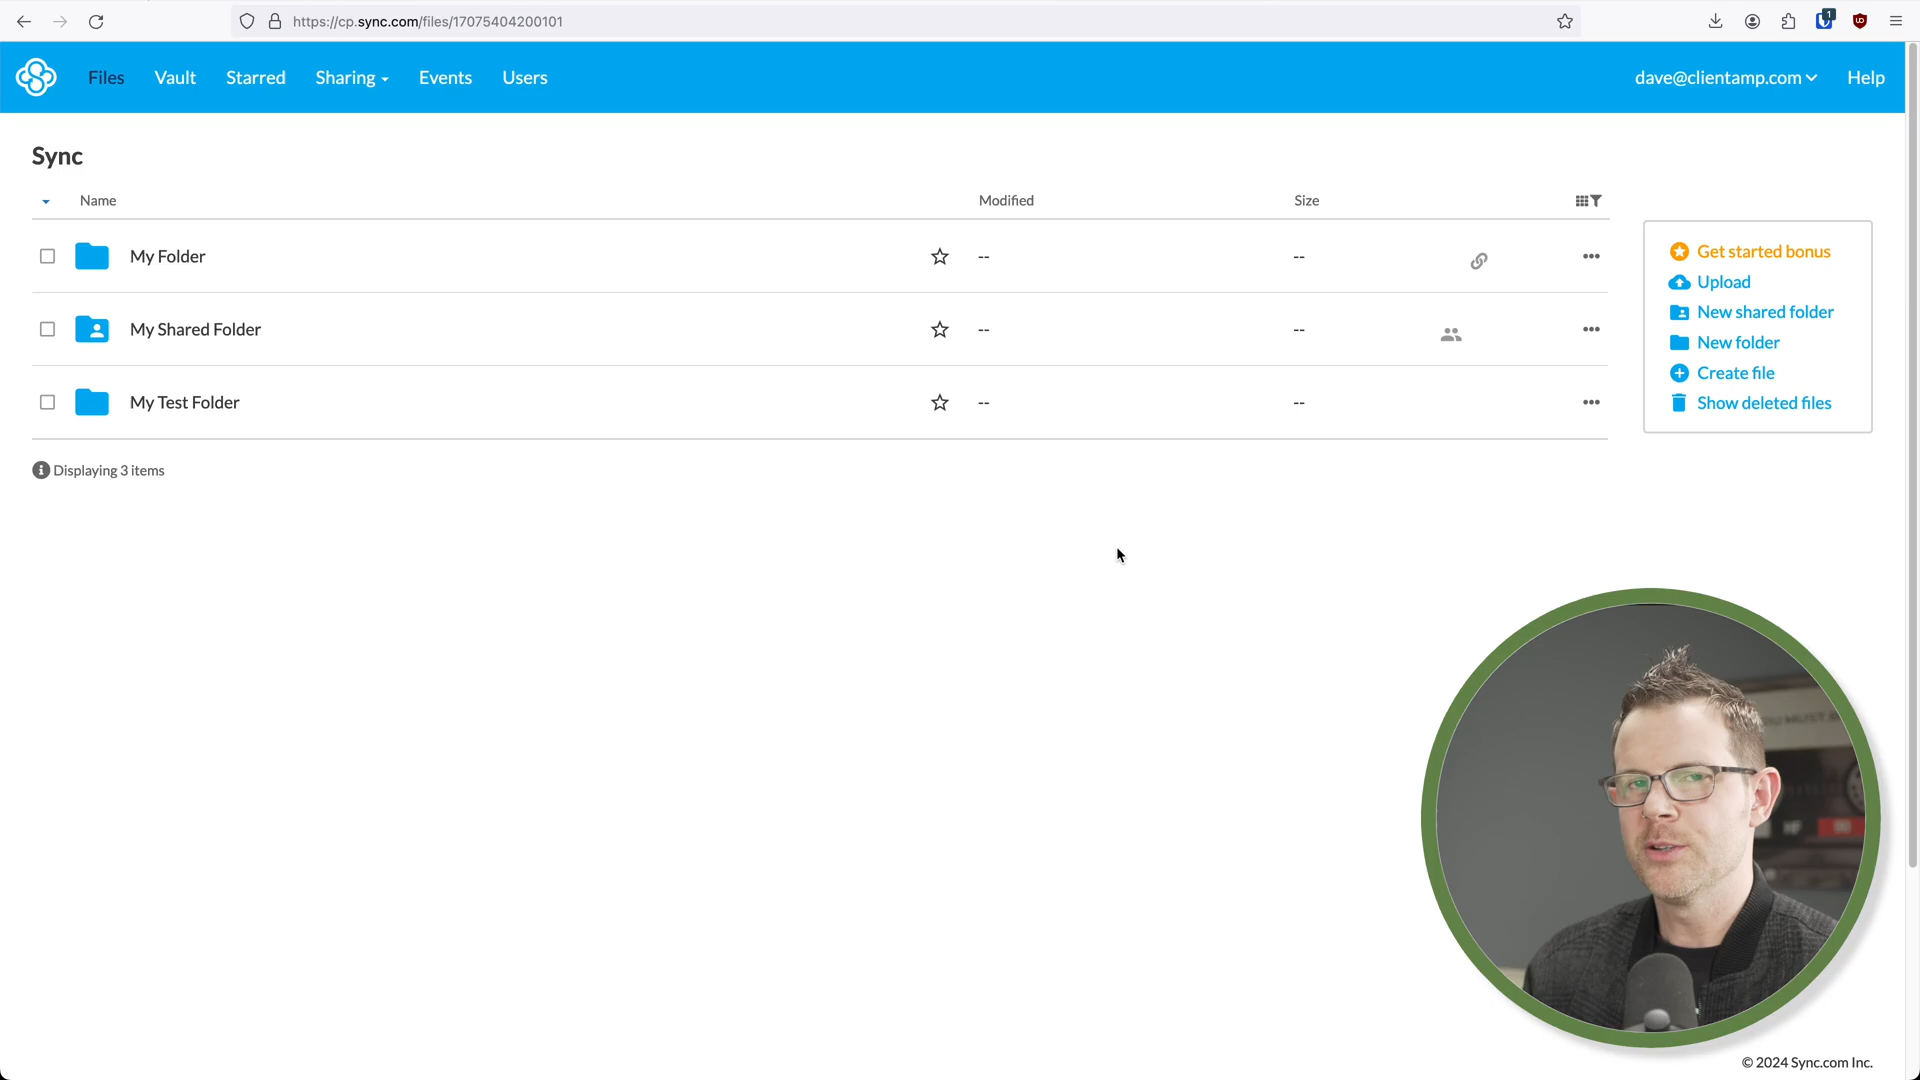 https://cp.sync.com/files/17075404200101
1
Files Vault Starred Sharing Events Users
dave@clientamp.com Help
Sync
Name Modified Size
My Folder -- --
My Shared Folder -- --
My Test Folder -- --
Get started bonus
Upload
New shared folder
New folder
Create file
Show deleted files
Displaying 3 items
© 2024 Sync.com Inc.